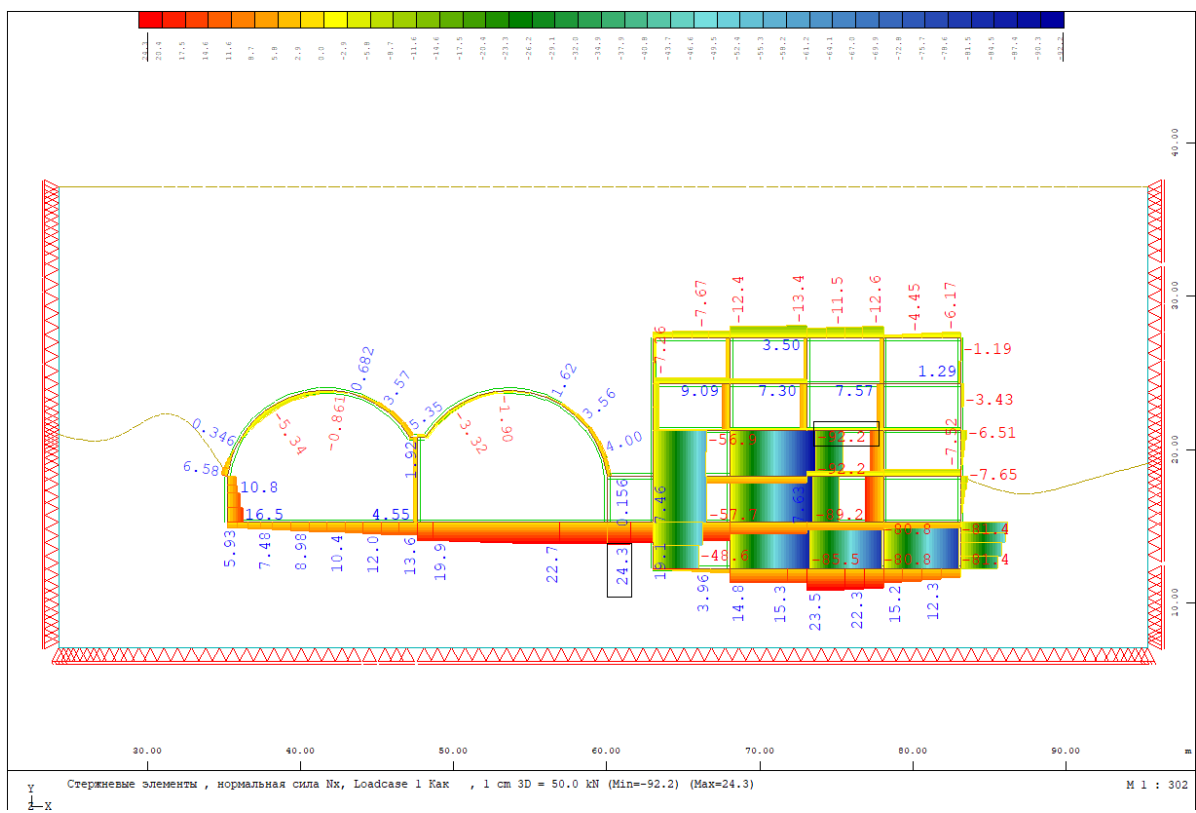 24.3 20.4 17.5 14.6 11.6 8.7 5.8 2.9 0.0 -2.9 -5.8 -8.7 -11.6 -14.6 -17.5 -20.4 -23.3 -26.2 -29.1 -32.0 -34.9 -37.9 -40.8 -43.7 -46.6 -49.5 -52.4 -55.3 -58.2 -61.2 -64.1 -67.0 -69.9 -72.8 -75.7 -78.6 -81.5 -84.5 -87.4 -90.3 -92.2
40.00
30.00
20.00
10.00
-7.67 -12.4 -13.4 -11.5 -12.6 -4.45 -6.17
-7.26 3.50 -1.19
0.682 3.57 1.62 1.29
9.09 7.30 7.57
0.346 -5.34 -0.861 5.35 -3.32 -1.90 3.56 -3.43
6.58 1.92 4.00 -56.9 -92.2 -7.52 -6.51
-92.2 -7.65
10.8 0.156 7.46 7.63
16.5 4.55 -57.7 -89.2
-80.8 -81.4
5.93 7.48 8.98 10.4 12.0 13.6 19.9 22.7 24.3 19.1 -48.6 -85.5 -80.8 -81.4
3.96 14.8 15.3 23.5 22.3 15.2 12.3
30.00 40.00 50.00 60.00 70.00 80.00 90.00 m
Y
Z X
Стержневые элементы , нормальная сила Nx, Loadcase 1 Как , 1 cm 3D = 50.0 kN (Min=-92.2) (Max=24.3)
M 1 : 302